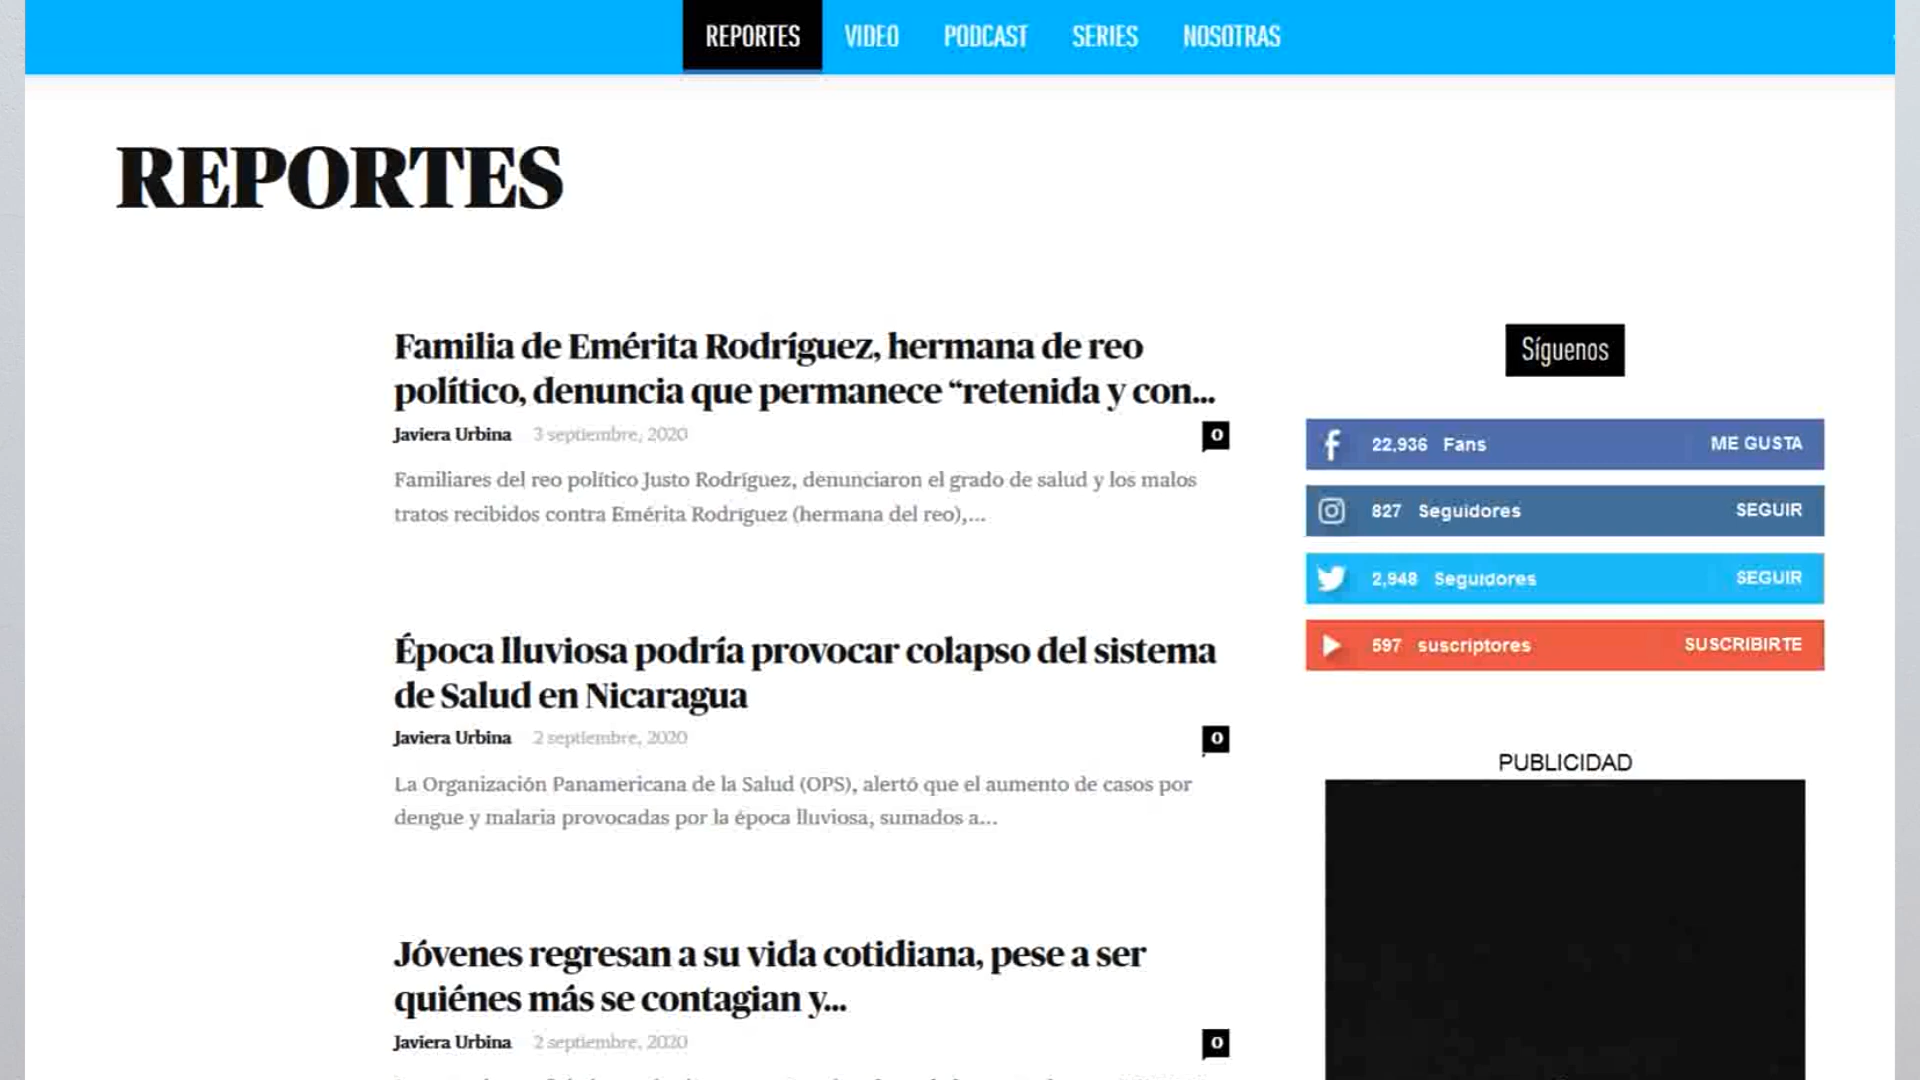 REPORTES VIDEO PODCAST SERIES NOSOTRAS
REPORTES
Familia de Emérita Rodríguez, hermana de reo
político, denuncia que permanece “retenida y con...
Javiera Urbina 3 septiembre, 2020 0
Familiares del reo político Justo Rodríguez, denunciaron el grado de salud y los malos
tratos recibidos contra Emérita Rodríguez (hermana del reo),...
Época lluviosa podría provocar colapso del sistema
de Salud en Nicaragua
Javiera Urbina 2 septiembre, 2020 0
La Organización Panamericana de la Salud (OPS), alertó que el aumento de casos por
dengue y malaria provocadas por la época lluviosa, sumados a...
Jóvenes regresan a su vida cotidiana, pese a ser
quiénes más se contagian y...
Javiera Urbina 2 septiembre, 2020 0
Síguenos
22,936 Fans ME GUSTA
827 Seguidores SEGUIR
2,948 Seguidores SEGUIR
597 suscriptores SUSCRIBIRTE
PUBLICIDAD